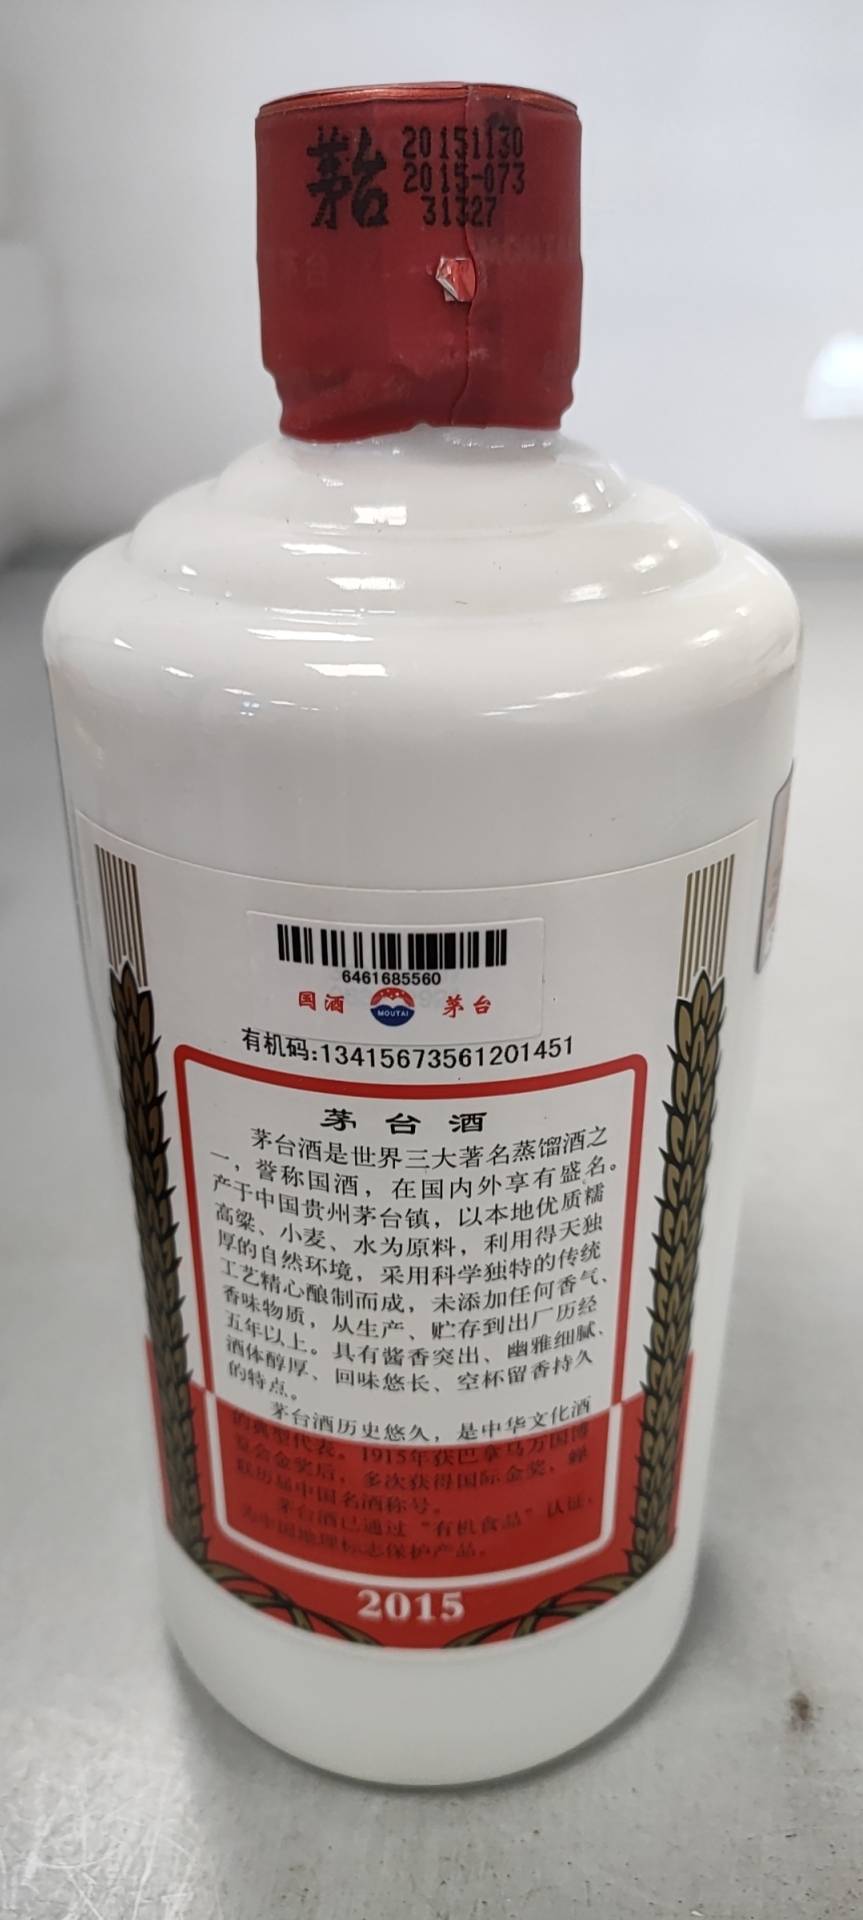 茅台
20151130
2015-073
31327
6461685560
国酒 MOUTAI 茅台
有机码:13415673561201451
茅台酒
茅台酒是世界三大著名蒸馏酒之
一，誉称国酒，在国内外享有盛名。
产于中国贵州茅台镇，以本地优质糯
高粱、小麦、水为原料，利用得天独
厚的自然环境，采用科学独特的传统
工艺精心酿制而成，未添加任何香气、
香味物质，从生产、贮存到出厂历经
五年以上。具有酱香突出、幽雅细腻、
酒体醇厚、回味悠长、空杯留香持久
的特点。
茅台酒历史悠久，是中华文化酒
的典型代表。1915年获巴拿马万国博
览会金奖后，多次获得国际金奖、蝉
联历届中国名酒称号。
茅台酒已通过“有机食品”认证，
为中国地理标志保护产品。
2015